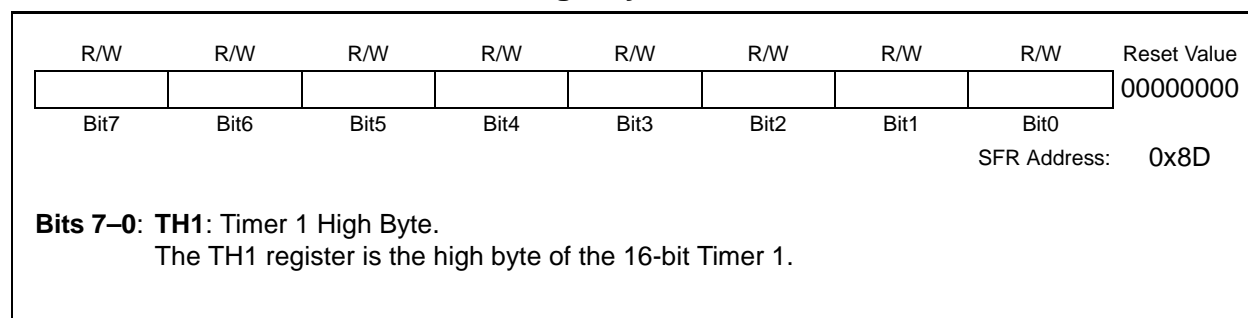 R/W R/W R/W R/W R/W R/W R/W R/W Reset Value
00000000
Bit7 Bit6 Bit5 Bit4 Bit3 Bit2 Bit1 Bit0
SFR Address: 0x8D
Bits 7–0: TH1: Timer 1 High Byte.
The TH1 register is the high byte of the 16-bit Timer 1.